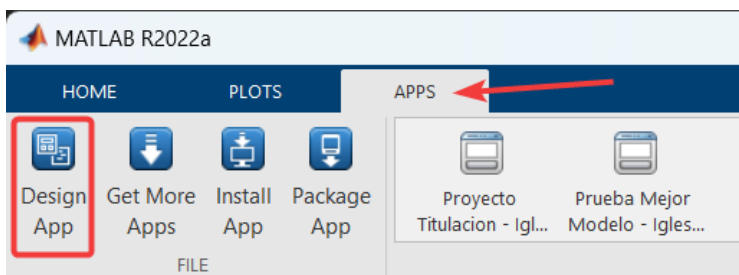 MATLAB R2022a
HOME PLOTS APPS
Design Get More Install Package
App Apps App App
Proyecto Prueba Mejor
Titulacion - Igl... Modelo - Igles...
FILE